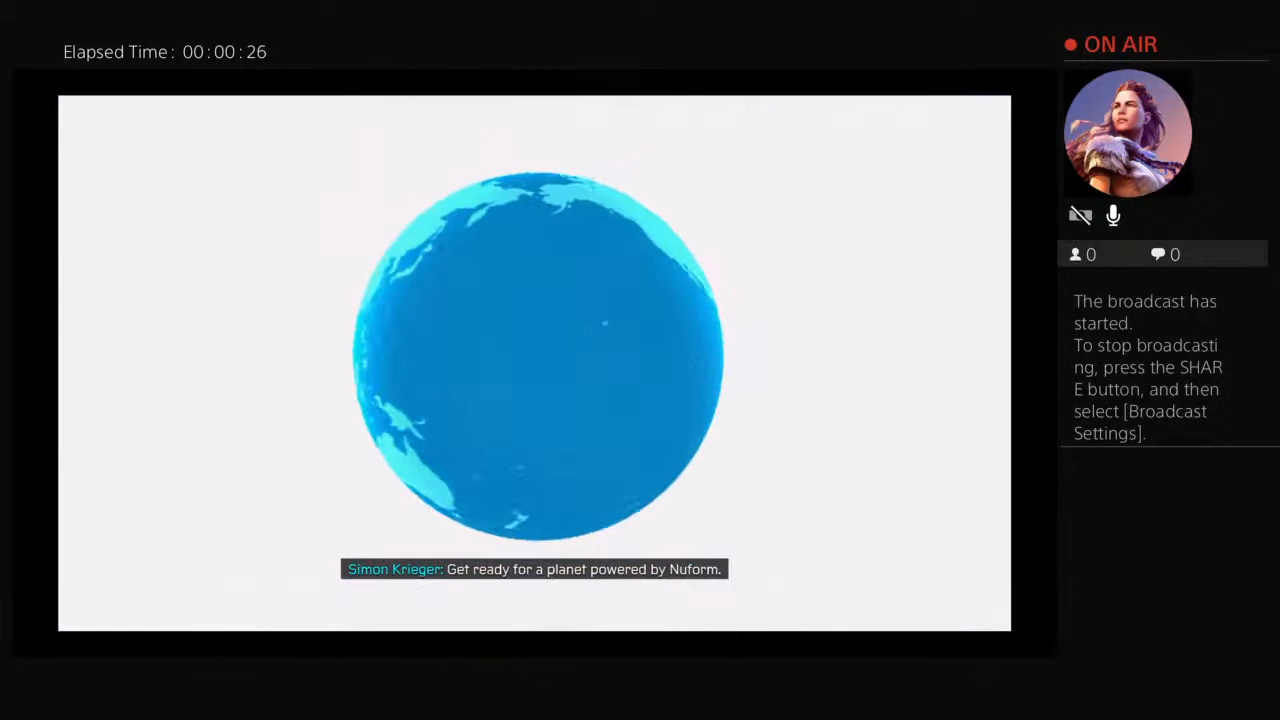 Elapsed Time: 00:00:26
ON AIR
0
0
The broadcast has
started.
To stop broadcasti
ng, press the SHAR
E button, and then
select [Broadcast
Settings].
Simon Krieger: Get ready for a planet powered by Nuform.